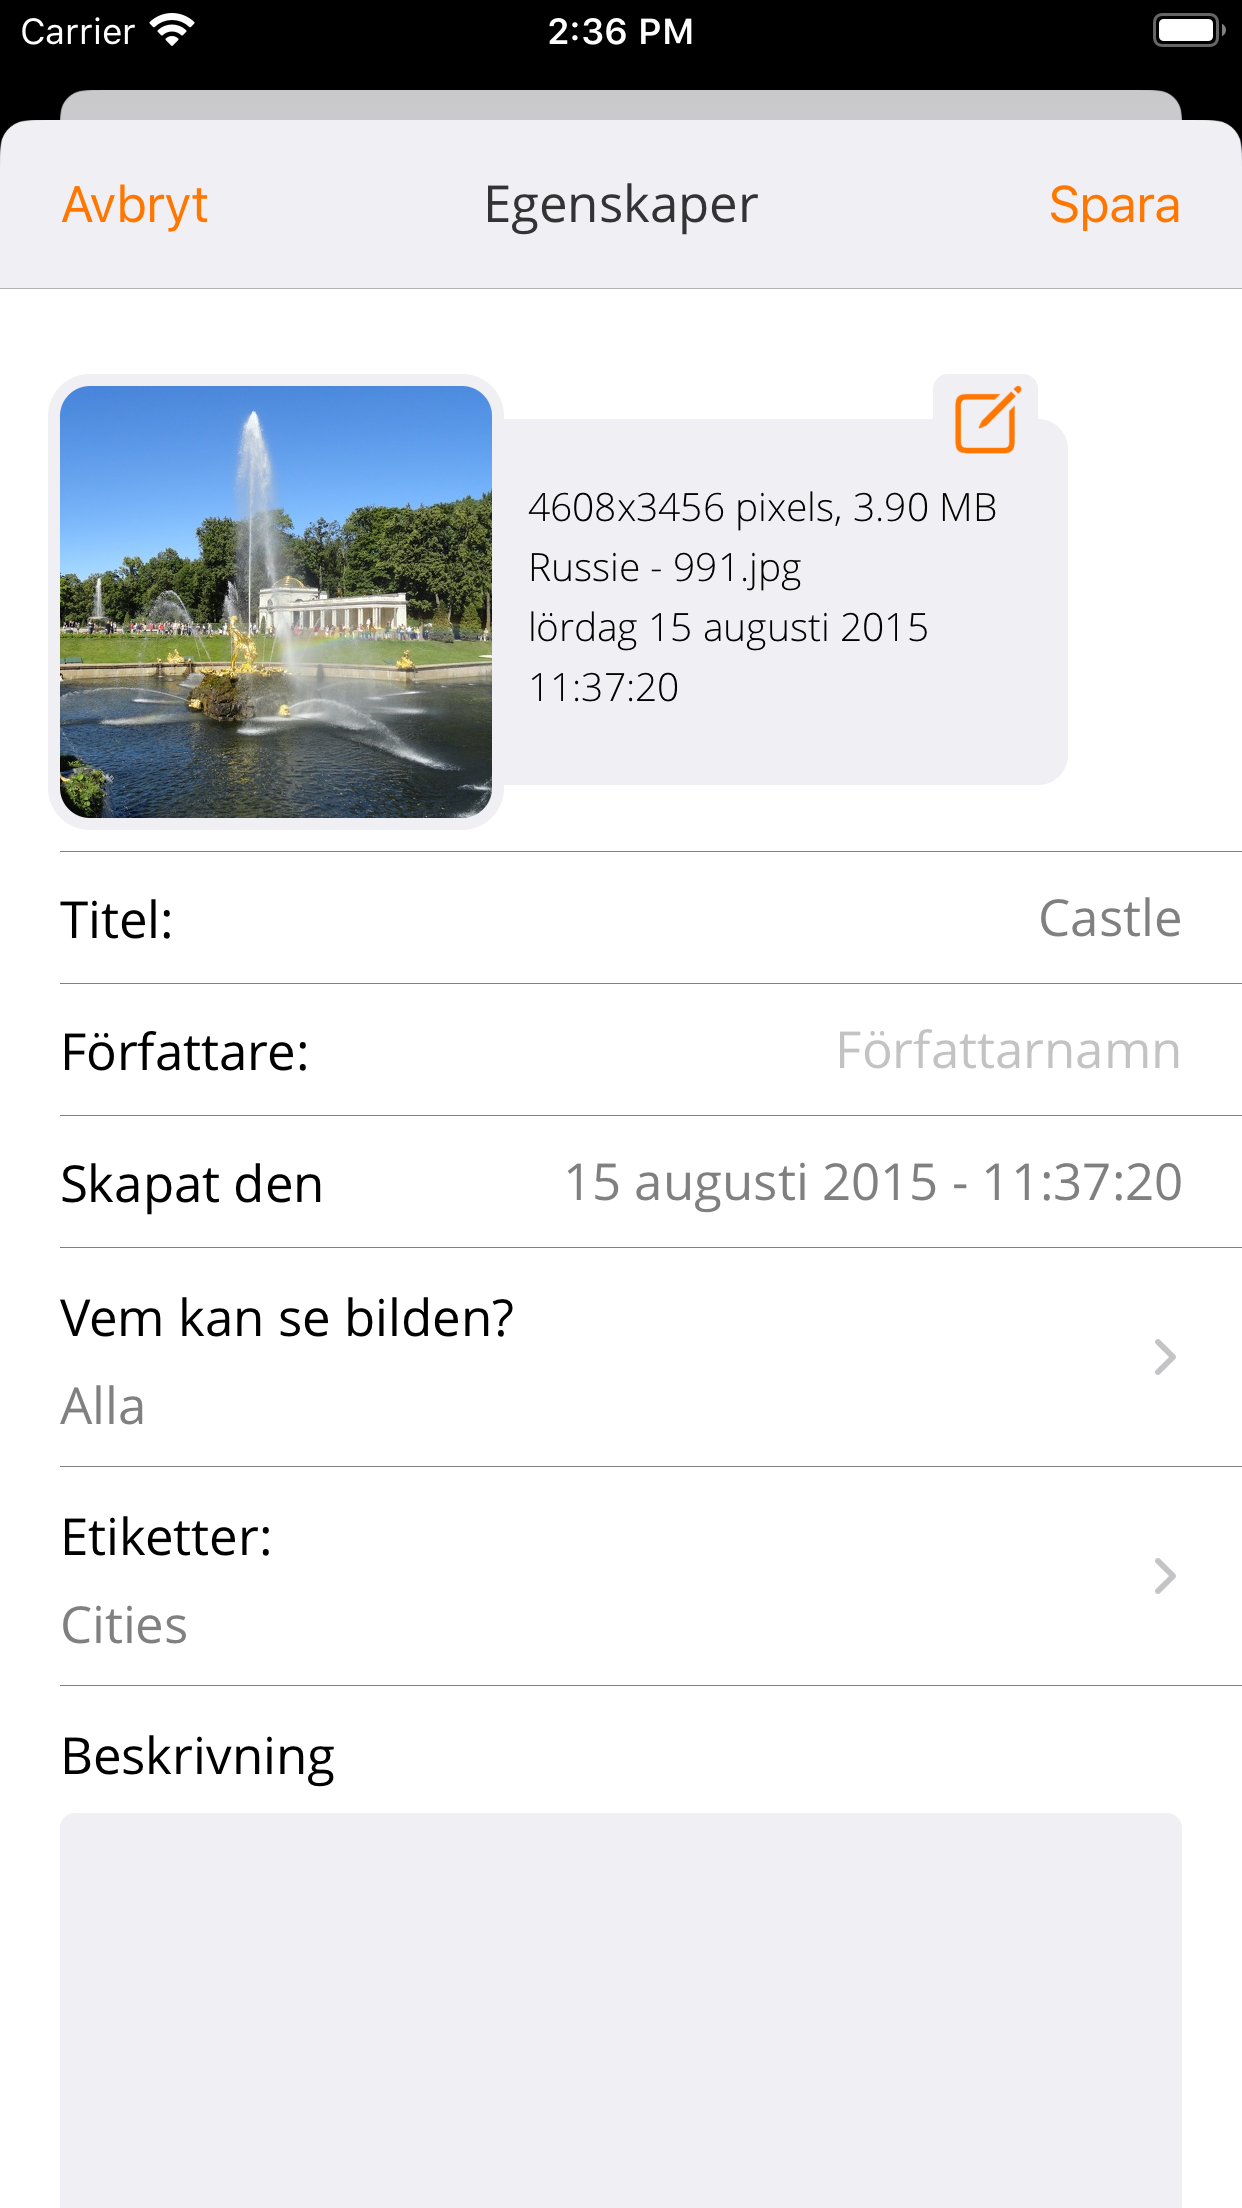 Carrier 2:36 PM
Avbryt Egenskaper Spara
4608x3456 pixels, 3.90 MB
Russie - 991.jpg
lördag 15 augusti 2015
11:37:20
Titel: Castle
Författare: Författarnamn
Skapat den 15 augusti 2015 - 11:37:20
Vem kan se bilden?
Alla
Etiketter:
Cities
Beskrivning